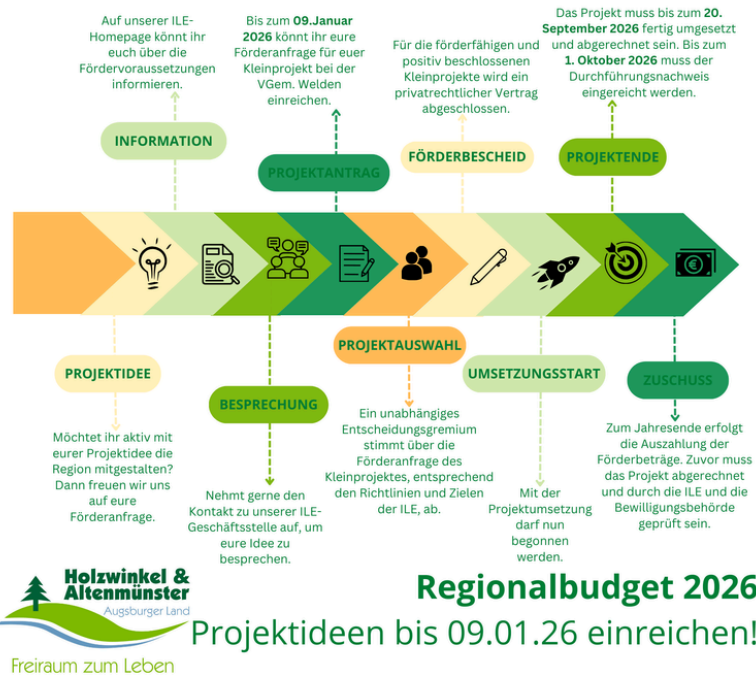 Auf unserer ILE-
Homepage könnt ihr
euch über die
Fördervoraussetzungen
informieren.
INFORMATION
Bis zum 09.Januar
2026 könnt ihr eure
Förderanfrage für euer
Kleinprojekt bei der
VGem. Welden
einreichen.
PROJEKTANTRAG
Für die förderfähigen und
positiv beschlossenen
Kleinprojekte wird ein
privatrechtlicher Vertrag
abgeschlossen.
FÖRDERBESCHEID
Das Projekt muss bis zum 20.
September 2026 fertig umgesetzt
und abgerechnet sein. Bis zum
1. Oktober 2026 muss der
Durchführungsnachweis
eingereicht werden.
PROJEKTENDE
PROJEKTIDEE
Möchtet ihr aktiv mit
eurer Projektidee die
Region mitgestalten?
Dann freuen wir uns
auf eure
Förderanfrage.
BESPRECHUNG
Nehmt gerne den
Kontakt zu unserer ILE-
Geschäftsstelle auf, um
eure Idee zu
besprechen.
PROJEKTAUSWAHL
Ein unabhängiges
Entscheidungsgremium
stimmt über die
Förderanfrage des
Kleinprojektes, entsprechend
den Richtlinien und Zielen
der ILE, ab.
UMSETZUNGSSTART
Mit der
Projektumsetzung
darf nun
begonnen
werden.
ZUSCHUSS
Zum Jahresende erfolgt
die Auszahlung der
Förderbeträge. Zuvor muss
das Projekt abgerechnet
und durch die ILE und die
Bewilligungsbehörde
geprüft sein.
Holzwinkel &
Altenmünster
Augsburger Land
Freiraum zum Leben
Regionalbudget 2026
Projektideen bis 09.01.26 einreichen!